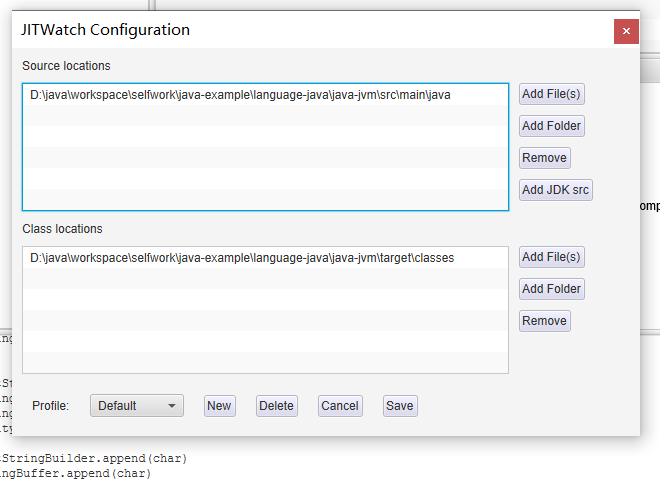 JITWatch Configuration
Source locations
D:\java\workspace\selfwork\java-example\language-java\java-jvm\src\main\java
Add File(s)
Add Folder
Remove
Add JDK src
Class locations
D:\java\workspace\selfwork\java-example\language-java\java-jvm\target\classes
Add File(s)
Add Folder
Remove
Profile:
Default
New
Delete
Cancel
Save
StringBuilder.append(char)
ngBuffer.append(char)